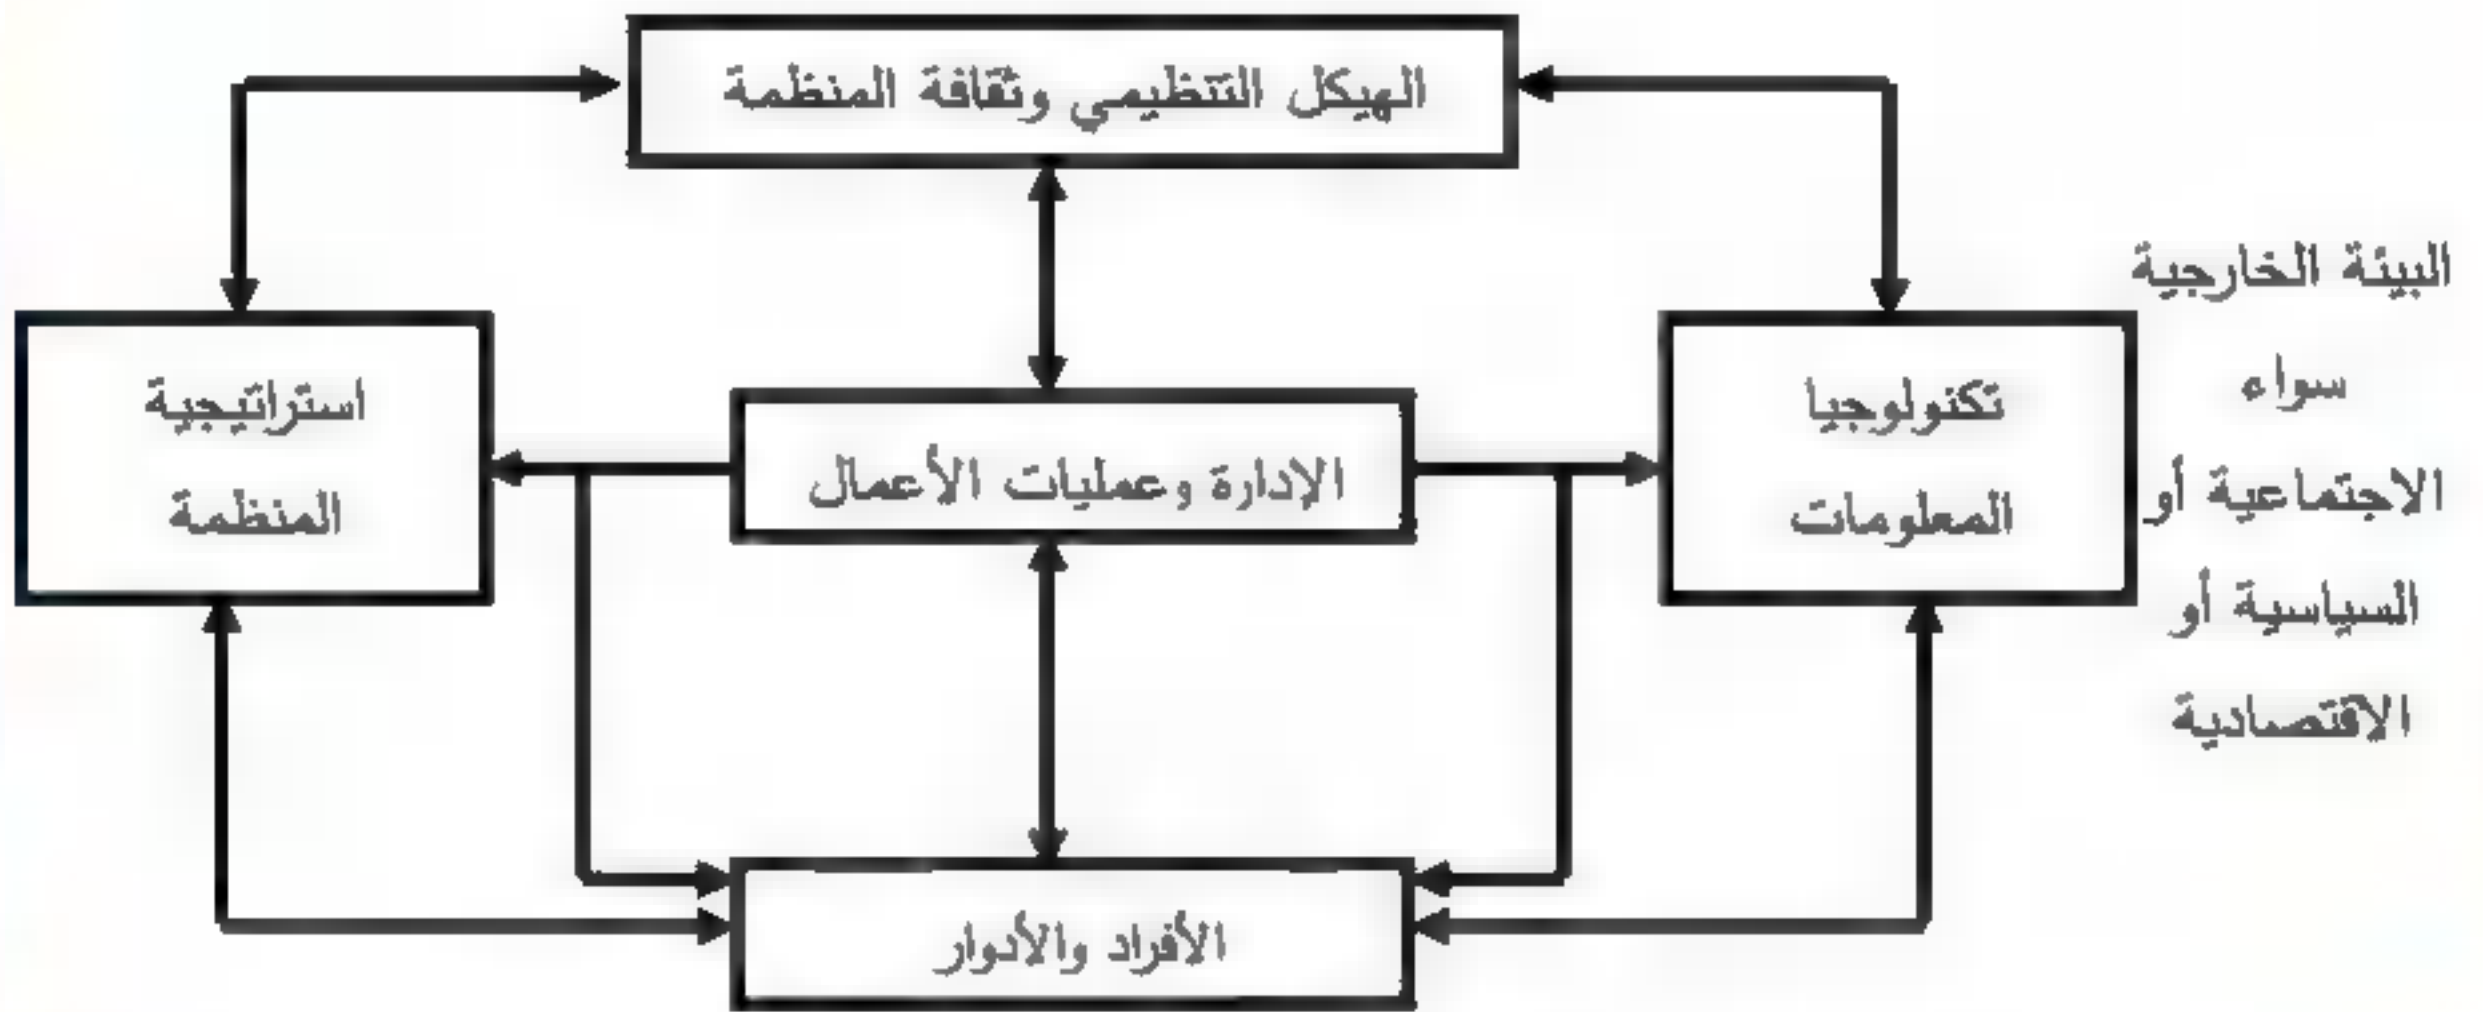 الهيكل التنظيمي وثقافة المنظمة
البيئة الخارجية
سواء
الاجتماعية أو
السياسية أو
الاقتصادية
تكنولوجيا
المعلومات
الإدارة وعمليات الأعمال
استراتيجية
المنظمة
الأفراد والأدوار